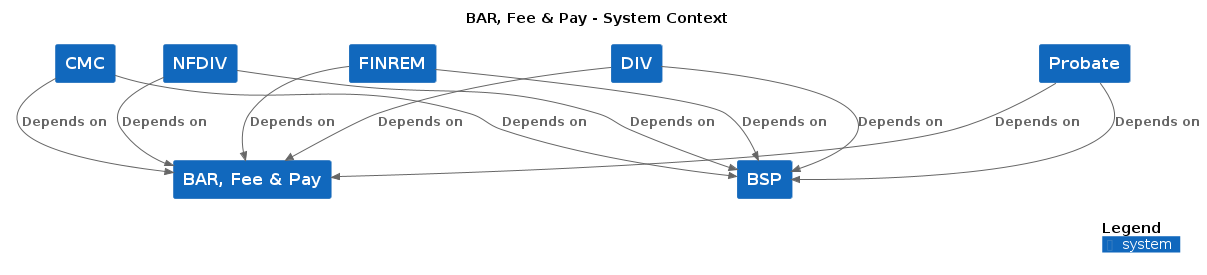 BAR, Fee & Pay - System Context
CMC
NFDIV
FINREM
DIV
Probate
Depends on
Depends on
Depends on
Depends on
Depends on
Depends on
Depends on
Depends on
Depends on
Depends on
BAR, Fee & Pay
BSP
Legend
system